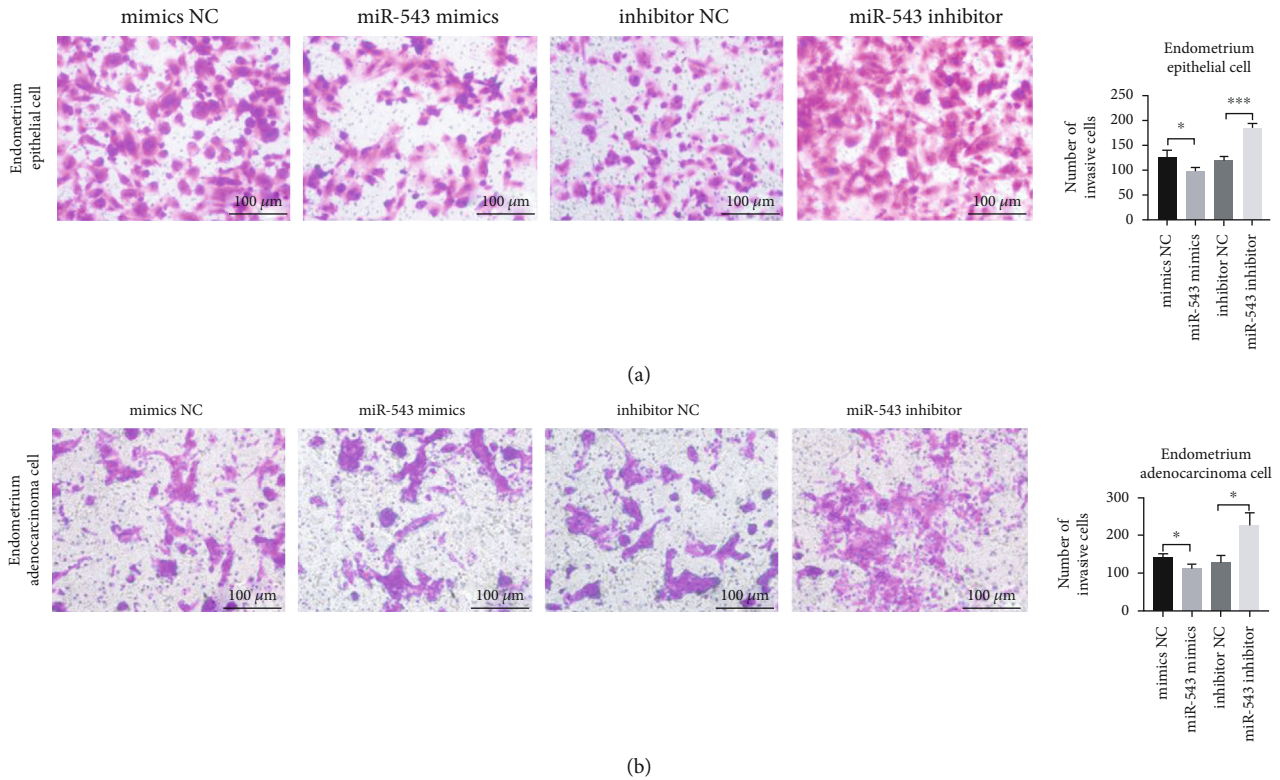 mimics NC
miR-543 mimics
inhibitor NC
miR-543 inhibitor
Endometrium
epithelial cell
100 μm
100 μm
100 μm
100 μm
Endometrium
epithelial cell
Number of
invasive cells
250
200
150
100
50
0
*
***
mimics NC
miR-543 mimics
inhibitor NC
miR-543 inhibitor
(a)
mimics NC
miR-543 mimics
inhibitor NC
miR-543 inhibitor
Endometrium
adenocarcinoma cell
100 μm
100 μm
100 μm
100 μm
Endometrium
adenocarcinoma cell
Number of
invasive cells
300
200
100
0
*
*
mimics NC
miR-543 mimics
inhibitor NC
miR-543 inhibitor
(b)